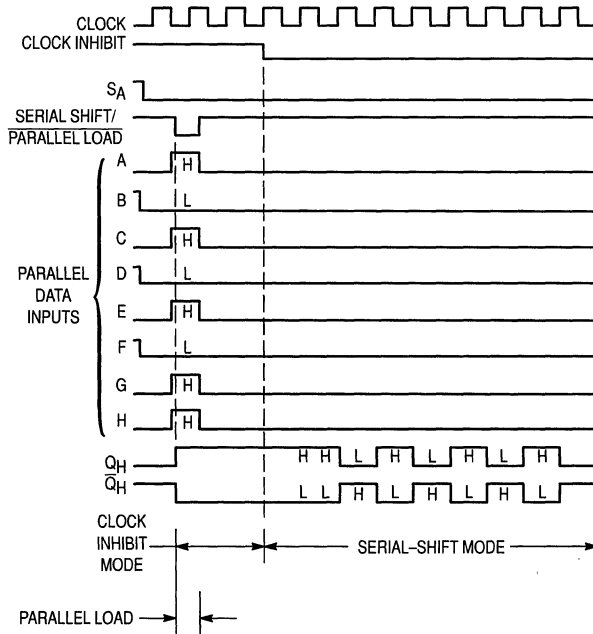 CLOCK
CLOCK INHIBIT
SA
SERIAL SHIFT/
PARALLEL LOAD
A H
B L
C H
D L
E H
F L
G H
H H
PARALLEL
DATA
INPUTS
QH H H L H L H L H
QH L L H L H L H L
CLOCK
INHIBIT
MODE
SERIAL–SHIFT MODE
PARALLEL LOAD